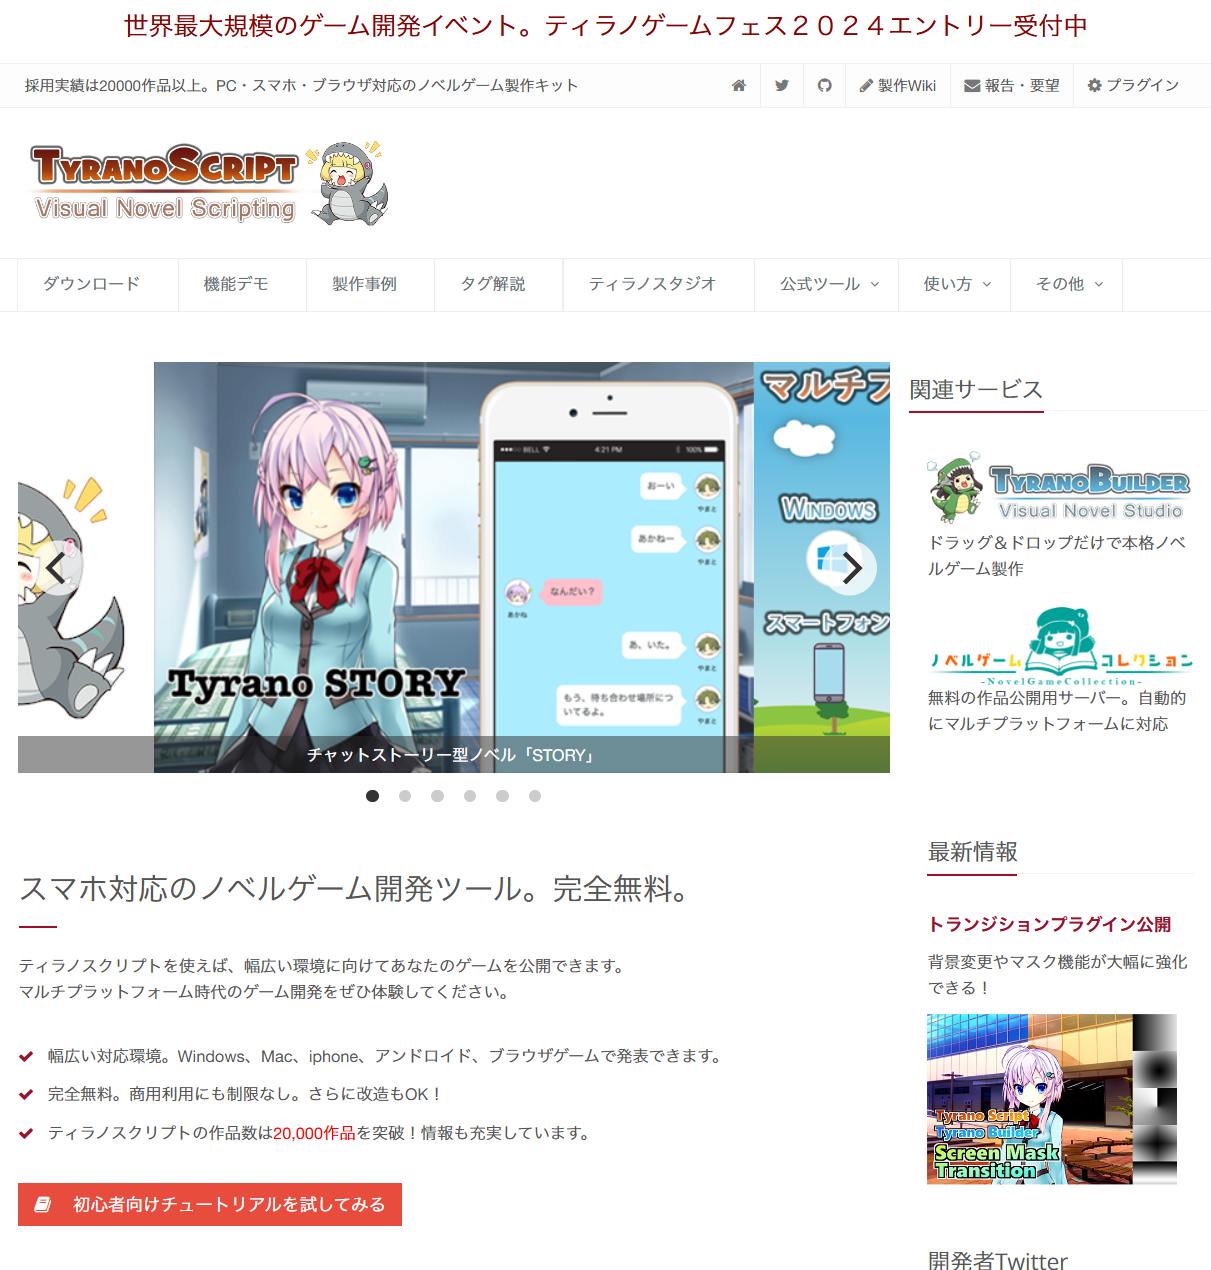 世界最大規模のゲーム開発イベント。ティラノゲームフェス２０２４エントリー受付中
採用実績は20000作品以上。PC・スマホ・ブラウザ対応のノベルゲーム製作キット
製作Wiki
報告・要望
プラグイン
TYRANOSCRIPT
Visual Novel Scripting
ダウンロード
機能デモ
製作事例
タグ解説
ティラノスタジオ
公式ツール
使い方
その他
BELL
4:21 PM
100%
おーい
やまと
あかねー
やまと
なんだい？
あかね
あ、いた。
やまと
もう、待ち合わせ場所につ
いてるよ。
やまと
Tyrano STORY
マルチフ
WINDOWS
スマートフォン
チャットストーリー型ノベル「STORY」
関連サービス
TYRANOBUILDER
Visual Novel Studio
ドラッグ＆ドロップだけで本格ノベ
ルゲーム製作
ノベルゲーム コレクション
-NovelGameCollection-
無料の作品公開用サーバー。自動的
にマルチプラットフォームに対応
スマホ対応のノベルゲーム開発ツール。完全無料。
ティラノスクリプトを使えば、幅広い環境に向けてあなたのゲームを公開できます。
マルチプラットフォーム時代のゲーム開発をぜひ体験してください。
幅広い対応環境。Windows、Mac、iphone、アンドロイド、ブラウザゲームで発表できます。
完全無料。商用利用にも制限なし。さらに改造もOK！
ティラノスクリプトの作品数は20,000作品を突破！情報も充実しています。
初心者向けチュートリアルを試してみる
最新情報
トランジションプラグイン公開
背景変更やマスク機能が大幅に強化
できる！
Tyrano Script
Tyrano Builder
Screen Mask
Transition
開発者Twitter